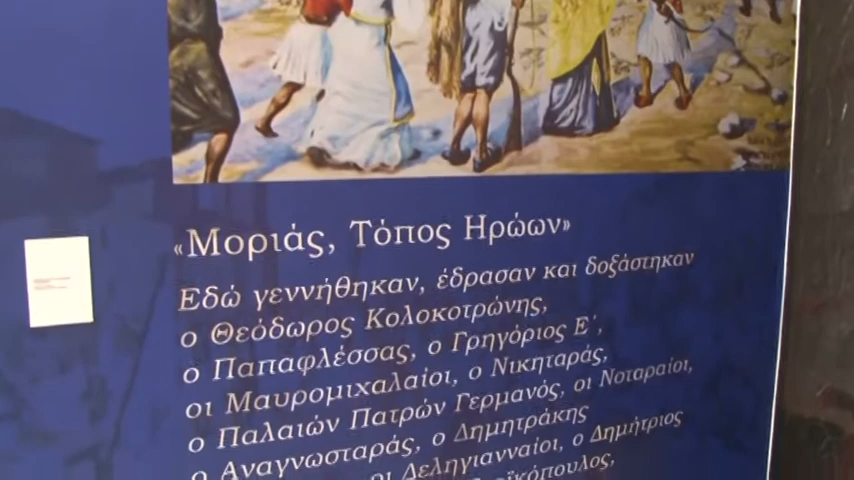 «Μοριάς, Τόπος Ηρώων»
Εδώ γεννήθηκαν, έδρασαν και δοξάστηκαν
ο Θεόδωρος Κολοκοτρώνης,
ο Παπαφλέσσας, ο Γρηγόριος Ε΄,
οι Μαυρομιχαλαίοι, ο Νικηταράς,
ο Παλαιών Πατρών Γερμανός, οι Νοταραίοι,
ο Αναγνωσταράς, ο Δημητράκης
οι Δεληγιανναίοι, ο Δημήτριος